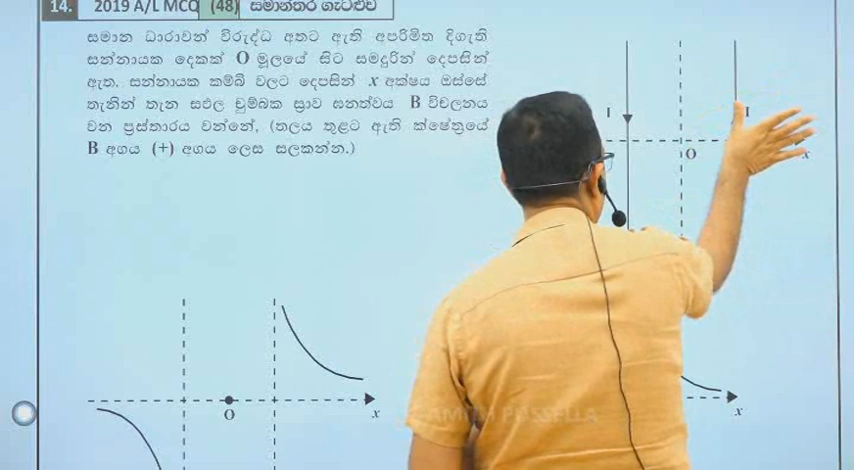 14. 2019 A/L MCQ (48) සමාන්තර ගැටළුව
සමාන ධාරාවන් විරුද්ධ අතට ඇති අපරිමිත දිගැති
සන්නායක දෙකක් O මූලයේ සිට සමදුරින් දෙපසින්
ඇත. සන්නායක කම්බි වලට දෙපසින් x අක්ෂය ඔස්සේ
තැනින් තැන සඵල චුම්බක ස්‍රාව ඝනත්වය B විචලනය
වන ප්‍රස්තාරය වන්නේ, (තලය තුළට ඇති ක්ෂේත්‍රයේ
B අගය (+) අගය ලෙස සලකන්න.)
I I
O x
O x x